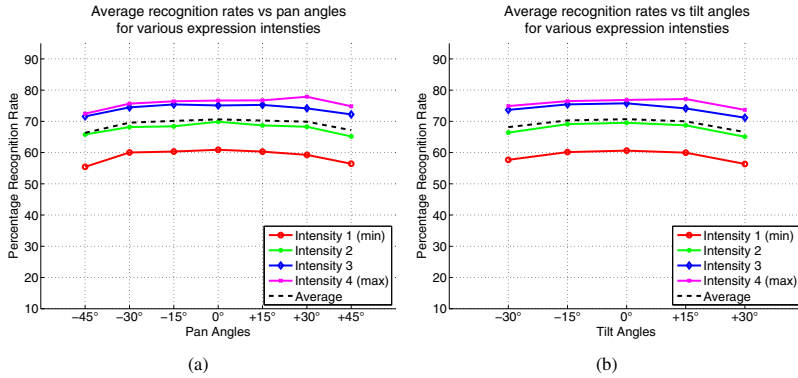 Average recognition rates vs pan angles
for various expression intensties
Percentage Recognition Rate
90
80
70
60
50
40
30
20
10
−45° −30° −15° 0° +15° +30° +45°
Pan Angles
Intensity 1 (min)
Intensity 2
Intensity 3
Intensity 4 (max)
Average
(a)
Average recognition rates vs tilt angles
for various expression intensties
Percentage Recognition Rate
90
80
70
60
50
40
30
20
10
−30° −15° 0° +15° +30°
Tilt Angles
Intensity 1 (min)
Intensity 2
Intensity 3
Intensity 4 (max)
Average
(b)